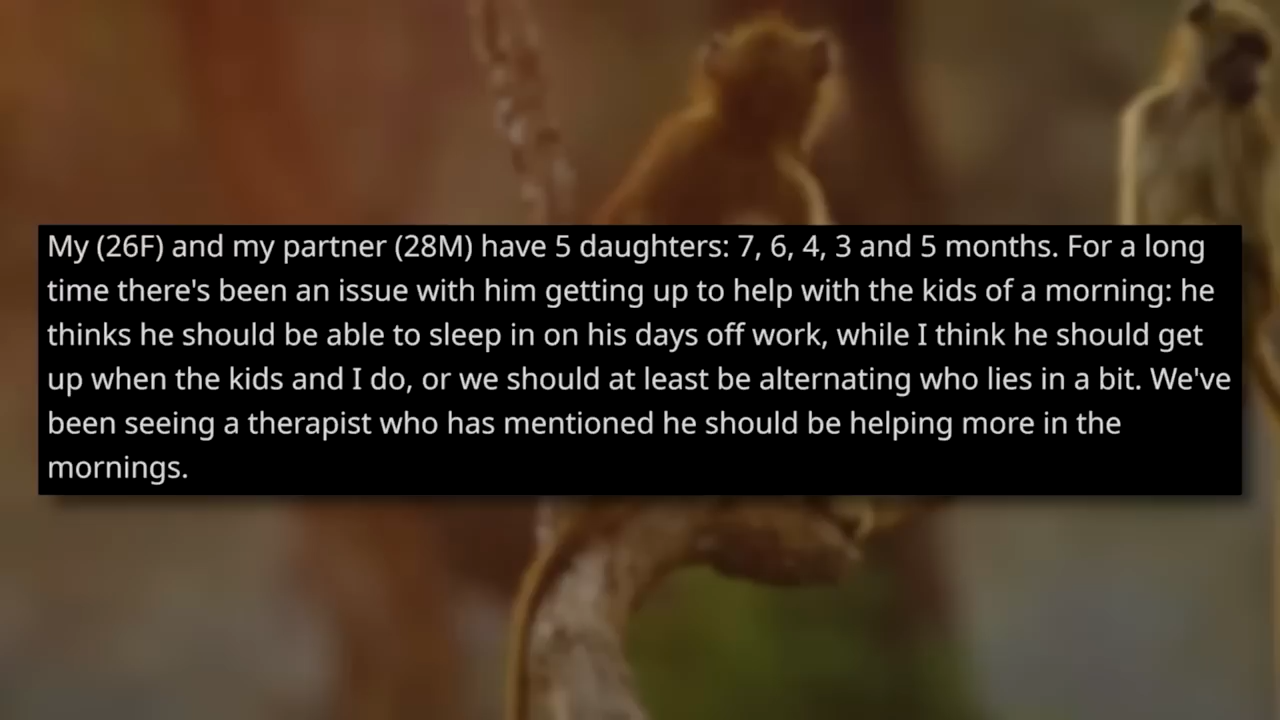 My (26F) and my partner (28M) have 5 daughters: 7, 6, 4, 3 and 5 months. For a long
time there's been an issue with him getting up to help with the kids of a morning: he
thinks he should be able to sleep in on his days off work, while I think he should get
up when the kids and I do, or we should at least be alternating who lies in a bit. We've
been seeing a therapist who has mentioned he should be helping more in the
mornings.